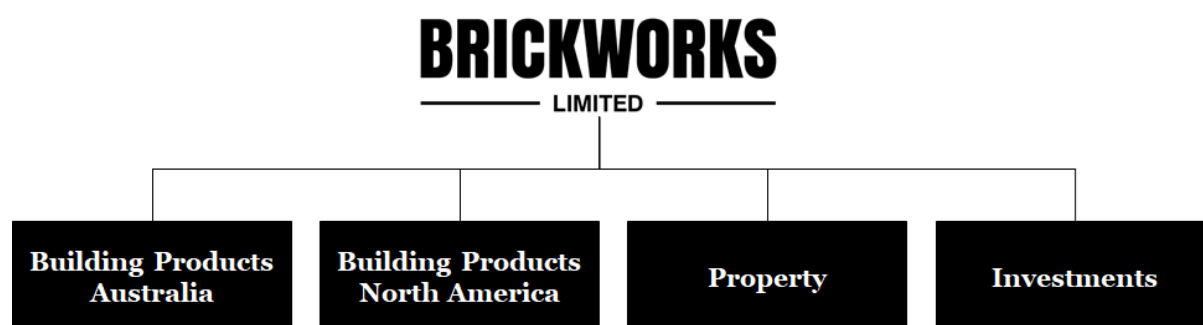 BRICKWORKS
LIMITED
Building Products
Australia
Building Products
North America
Property
Investments